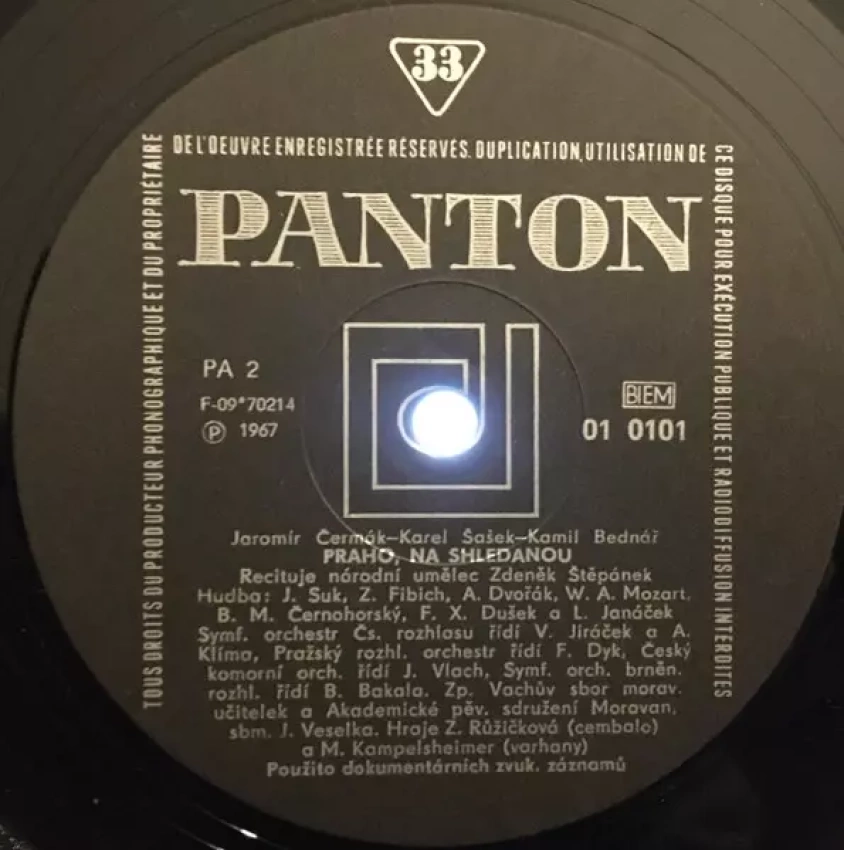 33
TOUS DROITS DU PRODUCTEUR PHONOGRAPHIQUE ET DU PROPRIÉTAIRE
DE L'OEUVRE ENREGISTRÉE RÉSERVÉS. DUPLICATION, UTILISATION DE
CE DISQUE POUR EXÉCUTION PUBLIQUE ET RADIODIFFUSION INTERDITES
PANTON
PA 2
F-09*70214
Ⓟ 1967
BIEM
01 0101
Jaromír Čermák–Karel Šašek–Kamil Bednář
PRAHO, NA SHLEDANOU
Recituje národní umělec Zdeněk Štěpánek
Hudba: J. Suk, Z. Fibich, A. Dvořák, W. A. Mozart,
B. M. Černohorský, F. X. Dušek a L. Janáček
Symf. orchestr Čs. rozhlasu řídí V. Jiráček a A.
Klíma, Pražský rozhl. orchestr řídí F. Dyk, Český
komorní orch. řídí J. Vlach, Symf. orch. brněn.
rozhl. řídí B. Bakala. Zp. Vachův sbor morav.
učitelek a Akademické pěv. sdružení Moravan,
sbm. J. Veselka. Hraje Z. Růžičková (cembalo)
a M. Kampelsheimer (varhany)
Použito dokumentárních zvuk. záznamů